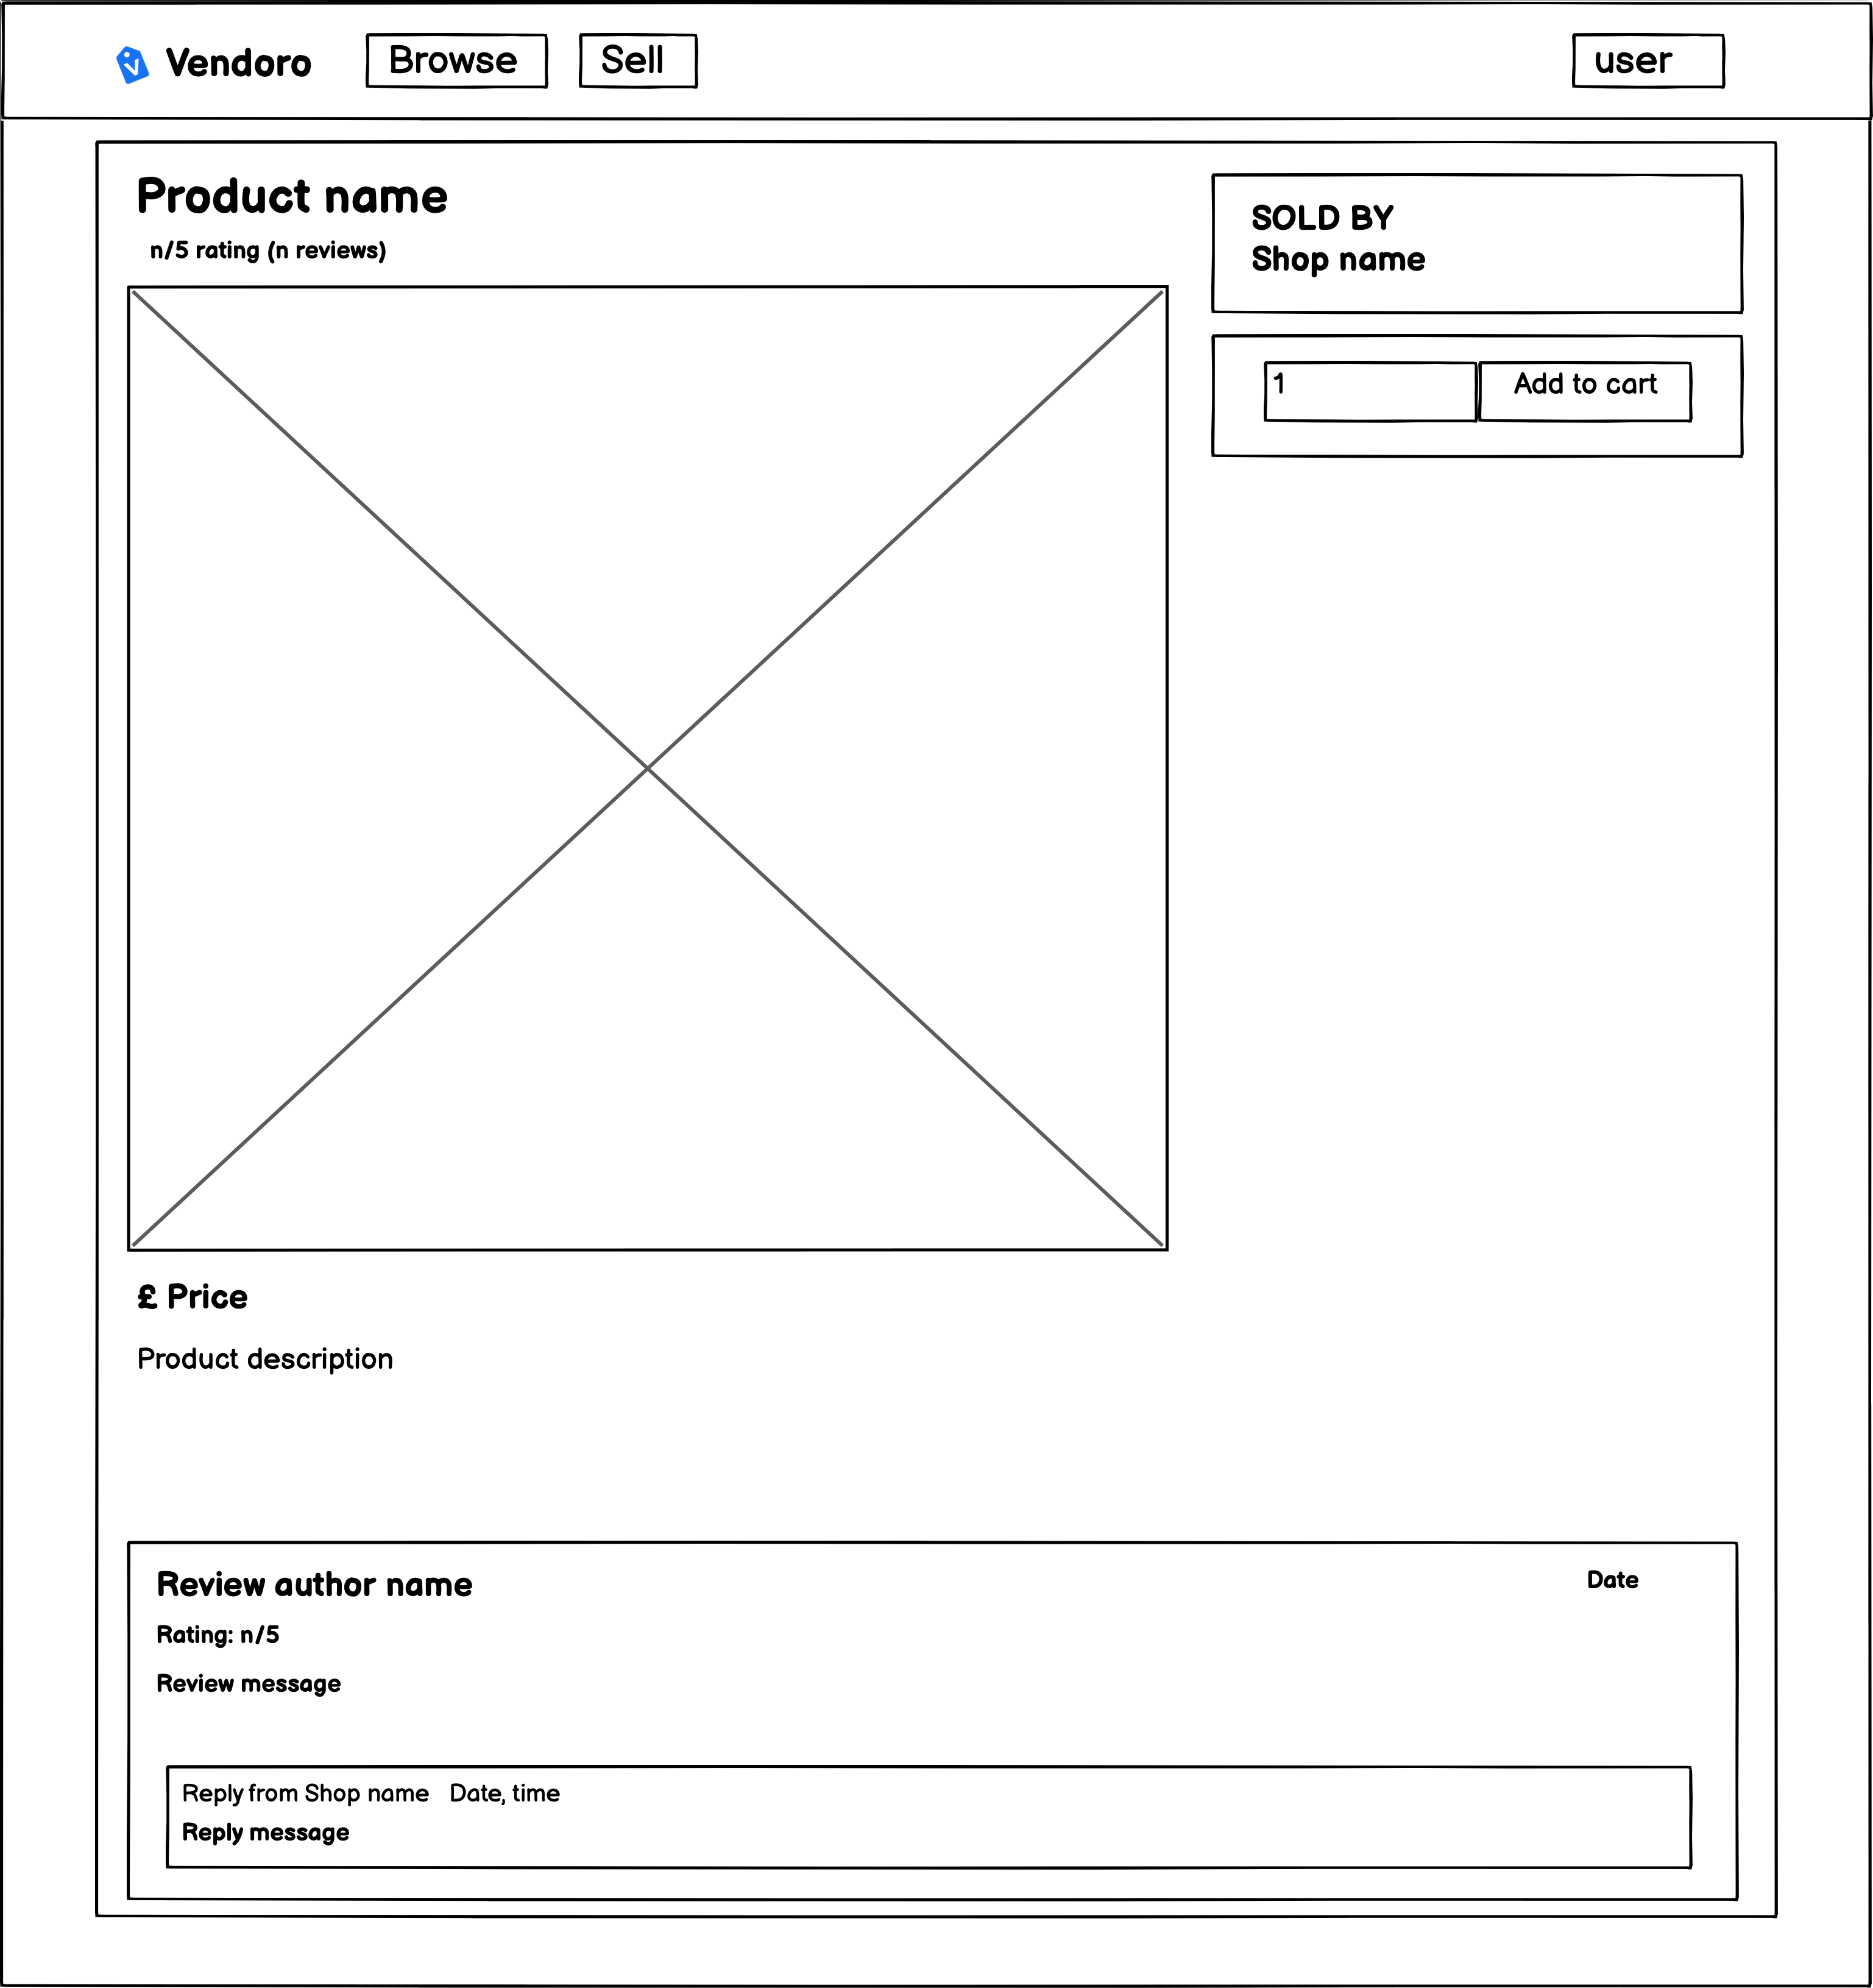 Vendoro
Browse
Sell
user
Product name
n/5 rating (n reviews)
SOLD BY
Shop name
1
Add to cart
£ Price
Product description
Review author name
Date
Rating: n/5
Review message
Reply from Shop name Date, time
Reply message